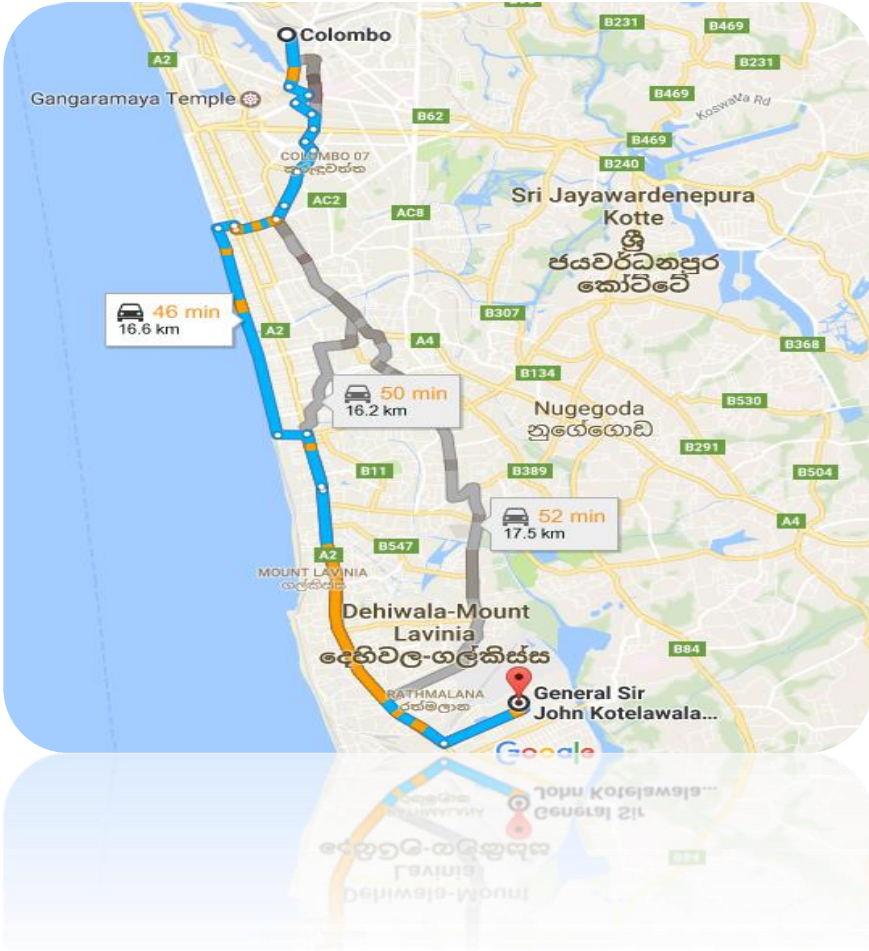 Colombo
B231
B469
A2
B231
Gangaramaya Temple
B469
Koswatta Rd
B62
B469
COLOMBO 07
කුරුඳුවත්ත
B240
AC2
Sri Jayawardenepura
Kotte
ශ්‍රී
ජයවර්ධනපුර
කෝට්ටේ
AC8
46 min
16.6 km
A2
B307
A4
B368
B134
50 min
16.2 km
B530
Nugegoda
නුගේගොඩ
B291
B11
B389
B504
52 min
17.5 km
A4
A2
B547
MOUNT LAVINIA
ගල්කිස්ස
Dehiwala-Mount
Lavinia
දෙහිවල-ගල්කිස්ස
B84
RATHMALANA
රත්මලාන
General Sir
John Kotelawala...
Google